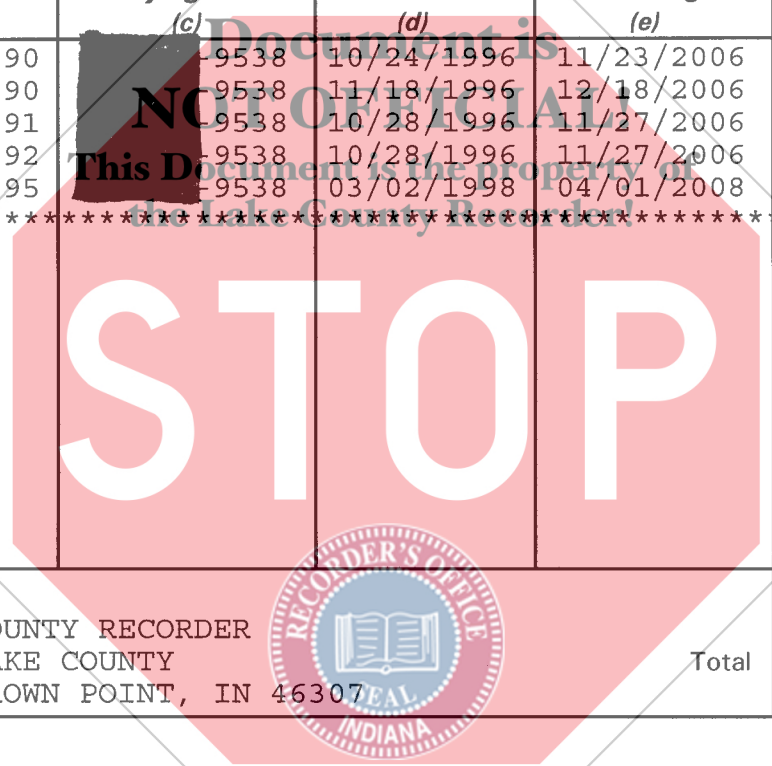 (c) (d) (e)
Document is
90 -9538 10/24/1996 11/23/2006
90 -9538 11/18/1996 12/18/2006
NOT OFFICIAL!
91 -9538 10/28/1996 11/27/2006
92 -9538 10/28/1996 11/27/2006
This Document is the property of
95 -9538 03/02/1998 04/01/2008
the Lake County Recorder!
STOP
RECORDER'S OFFICE
SEAL
INDIANA
OUNTY RECORDER
AKE COUNTY Total
OWN POINT, IN 46307